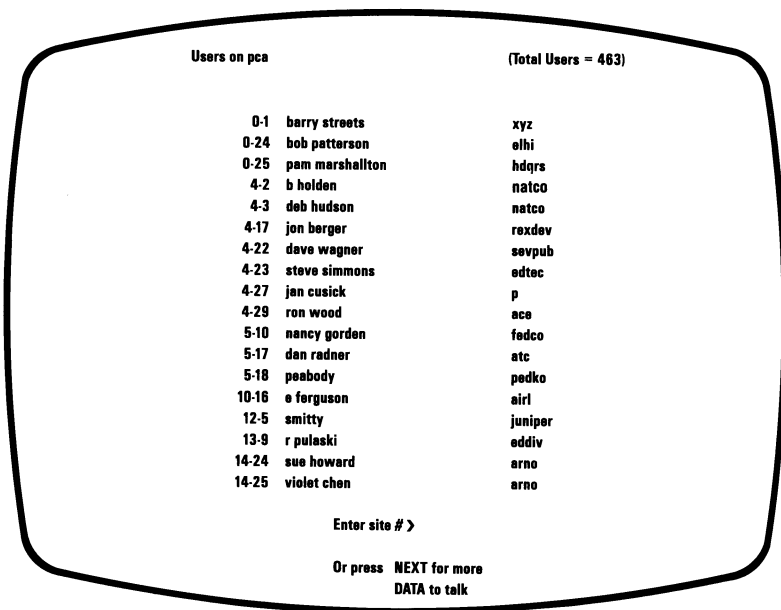 Users on pca (Total Users = 463)
0-1 barry streets xyz
0-24 bob patterson elhi
0-25 pam marshallton hdqrs
4-2 b holden natco
4-3 deb hudson natco
4-17 jon berger rexdev
4-22 dave wagner sevpub
4-23 steve simmons edtec
4-27 jan cusick p
4-29 ron wood ace
5-10 nancy gorden fedco
5-17 dan radner atc
5-18 peabody pedko
10-16 e ferguson airl
12-5 smitty juniper
13-9 r pulaski eddiv
14-24 sue howard arno
14-25 violet chen arno
Enter site # >
Or press NEXT for more
DATA to talk